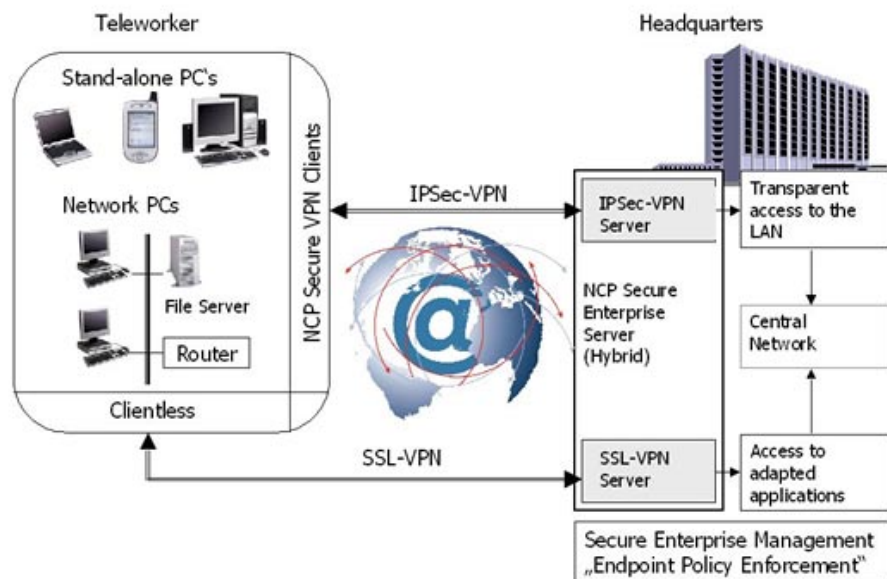 Teleworker
Headquarters
Stand-alone PC's
Network PCs
File Server
Router
Clientless
NCP Secure VPN Clients
IPSec-VPN
SSL-VPN
IPSec-VPN
Server
NCP Secure
Enterprise
Server
(Hybrid)
SSL-VPN
Server
Transparent
access to the
LAN
Central
Network
Access to
adapted
applications
Secure Enterprise Management
„Endpoint Policy Enforcement“
@